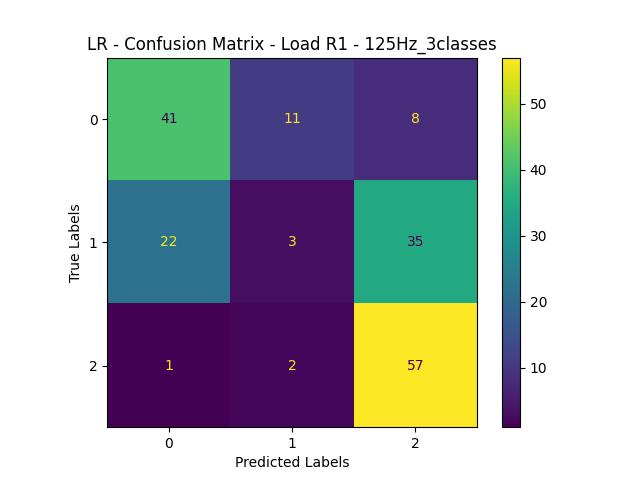 LR - Confusion Matrix - Load R1 - 125Hz_3classes
0 41 11 8
1 22 3 35
2 1 2 57
0 1 2
Predicted Labels
True Labels
50
40
30
20
10